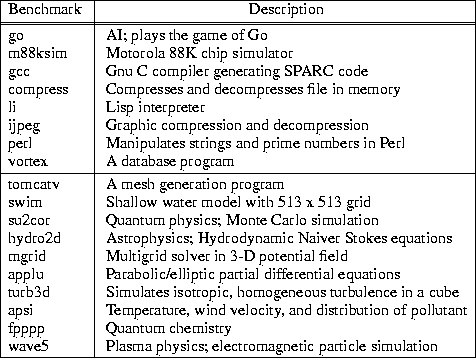 Benchmark Description
go AI; plays the game of Go
m88ksim Motorola 88K chip simulator
gcc Gnu C compiler generating SPARC code
compress Compresses and decompresses file in memory
li Lisp interpreter
ijpeg Graphic compression and decompression
perl Manipulates strings and prime numbers in Perl
vortex A database program
tomcatv A mesh generation program
swim Shallow water model with 513 x 513 grid
su2cor Quantum physics; Monte Carlo simulation
hydro2d Astrophysics; Hydrodynamic Naiver Stokes equations
mgrid Multigrid solver in 3-D potential field
applu Parabolic/elliptic partial differential equations
turb3d Simulates isotropic, homogeneous turbulence in a cube
apsi Temperature, wind velocity, and distribution of pollutant
fpppp Quantum chemistry
wave5 Plasma physics; electromagnetic particle simulation